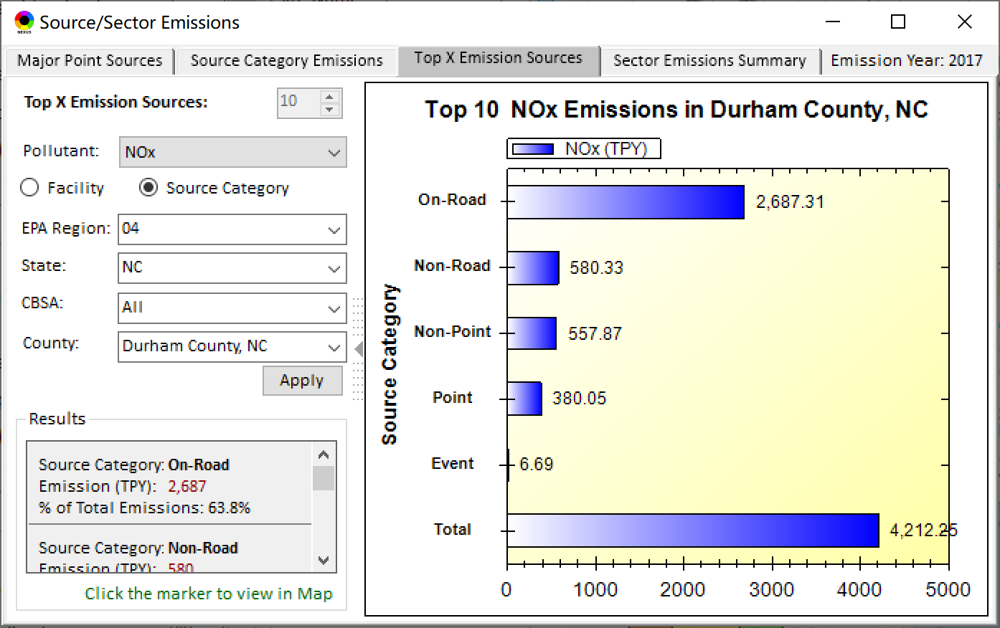 NEXUS
Source/Sector Emissions
Major Point Sources
Source Category Emissions
Top X Emission Sources
Sector Emissions Summary
Emission Year: 2017
Top X Emission Sources:
10
Pollutant:
NOx
Facility
Source Category
EPA Region:
04
State:
NC
CBSA:
All
County:
Durham County, NC
Apply
Results
Source Category: On-Road
Emission (TPY): 2,687
% of Total Emissions: 63.8%
Source Category: Non-Road
Emission (TPY): 580
Click the marker to view in Map
Top 10 NOx Emissions in Durham County, NC
NOx (TPY)
Source Category
On-Road
2,687.31
Non-Road
580.33
Non-Point
557.87
Point
380.05
Event
6.69
Total
4,212.25
0 1000 2000 3000 4000 5000